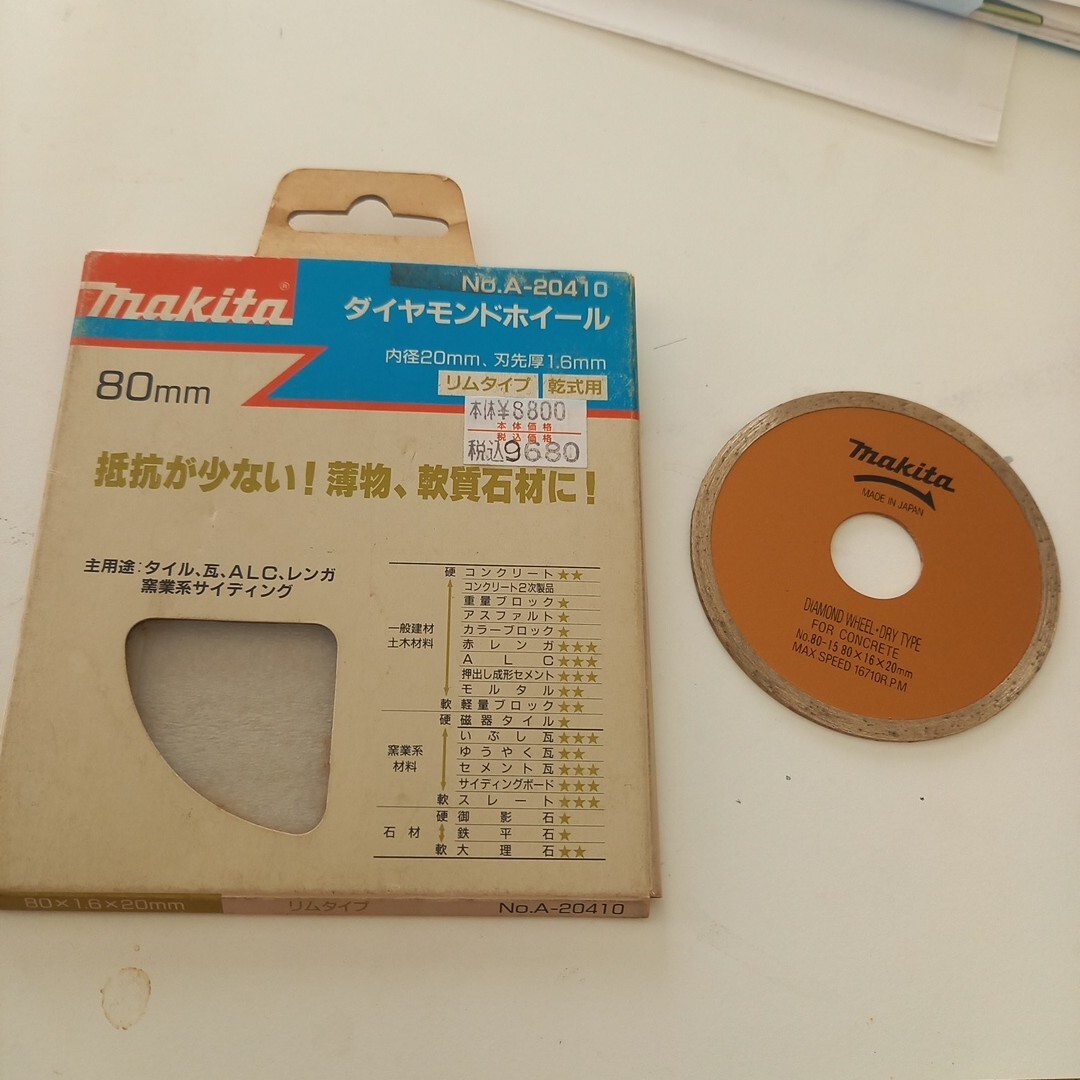 makita®
No.A-20410
ダイヤモンドホイール
内径20mm、刃先厚1.6mm
リムタイプ 乾式用
80mm
本体¥8800
本体価格
税込価格
税込9680
抵抗が少ない!薄物、軟質石材に!
主用途:タイル、瓦、ALC、レンガ
窯業系サイディング
一般建材
土木材料
硬 コンクリート ★★
コンクリート2次製品
重量ブロック ★
アスファルト ★
カラーブロック ★
赤レンガ ★★★
ALC ★★★
押出し成形セメント ★★★
モルタル ★★
軟 軽量ブロック ★★
窯業系
材料
硬 磁器タイル ★
いぶし瓦 ★★★
ゆうやく瓦 ★★
セメント瓦 ★★★
サイディングボード ★★★
軟 スレート ★★★
石材
硬 御影石 ★
鉄平石 ★
軟 大理石 ★★
80×1.6×20mm リムタイプ No.A-20410
makita
MADE IN JAPAN
DIAMOND WHEEL・DRY TYPE
FOR CONCRETE
No.80-15 80×16×20mm
MAX.SPEED 16710R.P.M